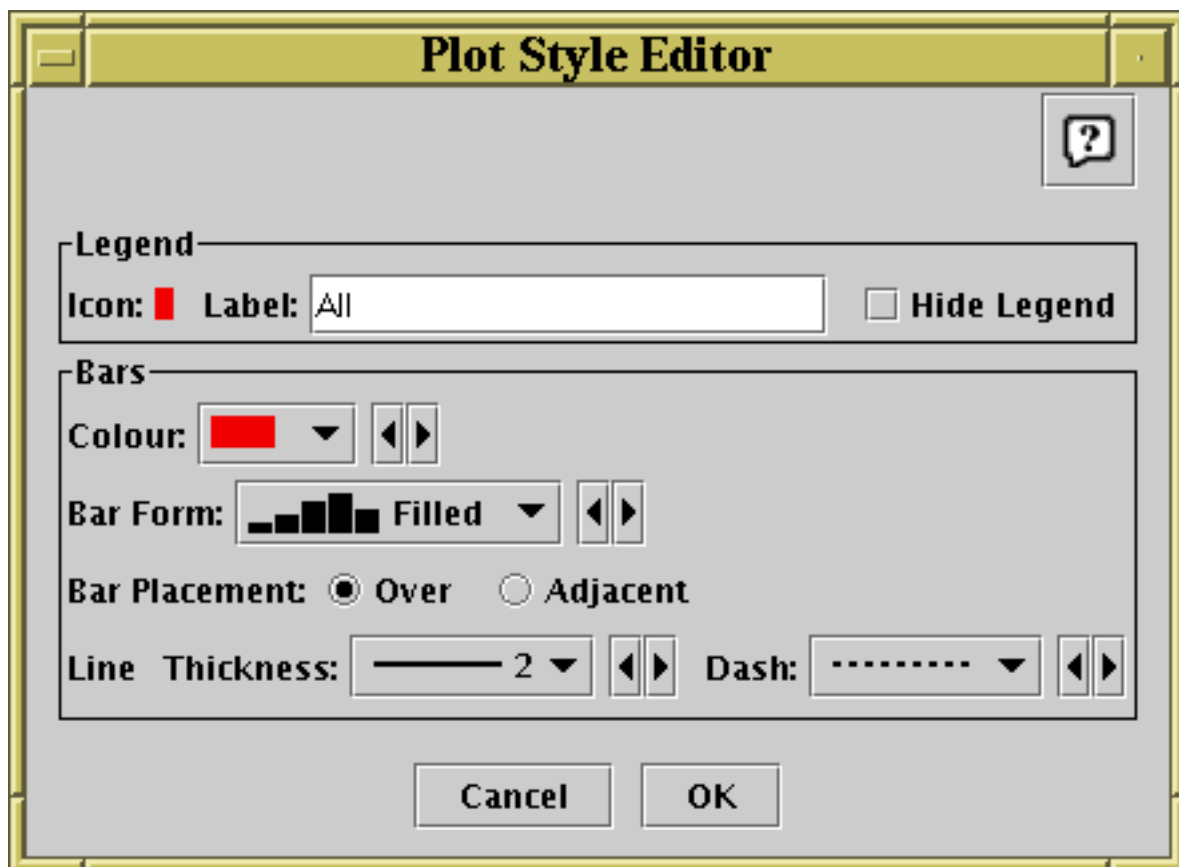 Plot Style Editor
?
Legend
Icon: Label: All Hide Legend
Bars
Colour:
Bar Form: Filled
Bar Placement: Over Adjacent
Line Thickness: 2 Dash:
Cancel OK